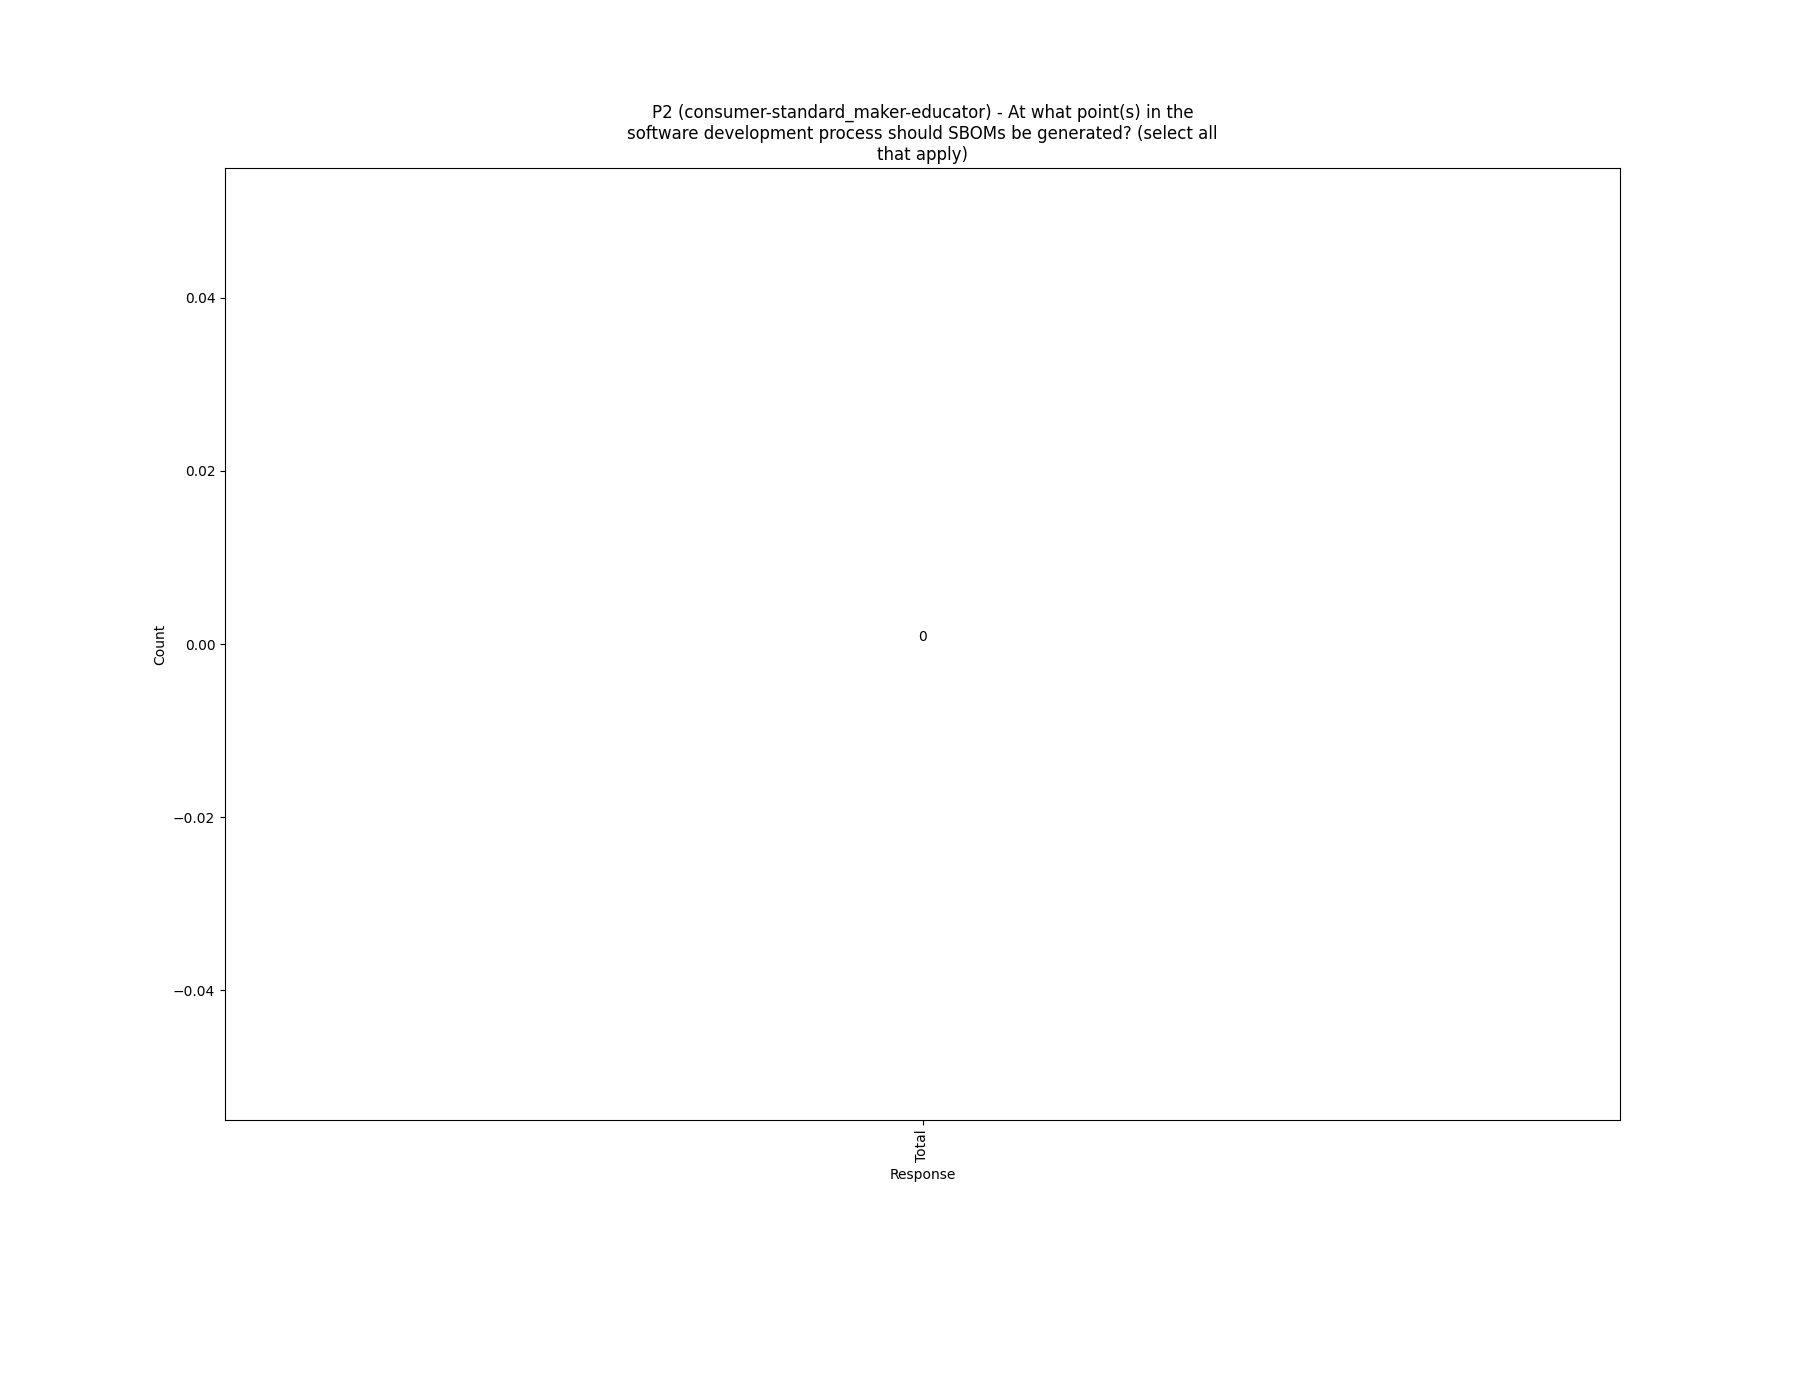 P2 (consumer-standard_maker-educator) - At what point(s) in the
software development process should SBOMs be generated? (select all
that apply)
0.04
0.02
0.00
−0.02
−0.04
Count
0
Total
Response